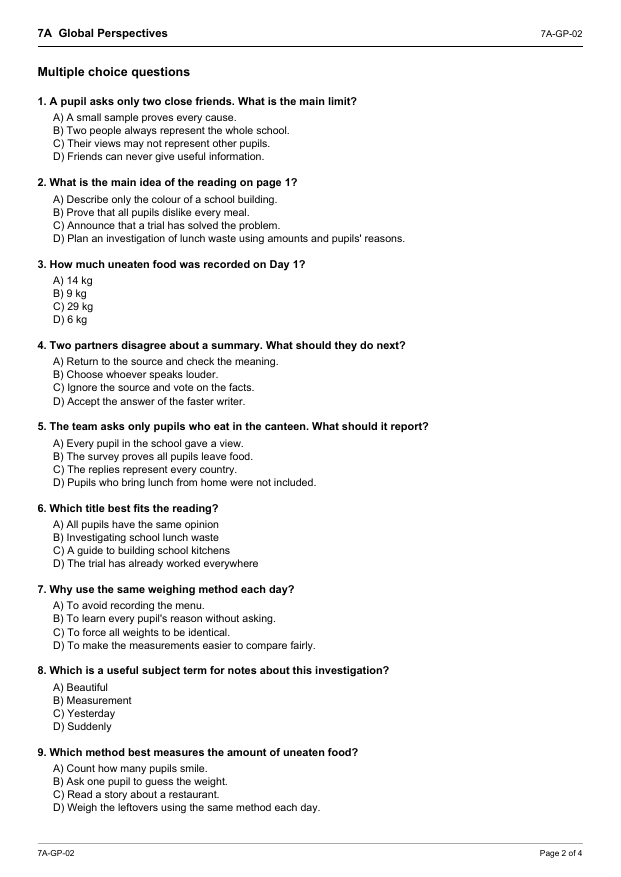 7A Global Perspectives
7A-GP-02
Multiple choice questions
1. A pupil asks only two close friends. What is the main limit?
A) A small sample proves every cause.
B) Two people always represent the whole school.
C) Their views may not represent other pupils.
D) Friends can never give useful information.
2. What is the main idea of the reading on page 1?
A) Describe only the colour of a school building.
B) Prove that all pupils dislike every meal.
C) Announce that a trial has solved the problem.
D) Plan an investigation of lunch waste using amounts and pupils' reasons.
3. How much uneaten food was recorded on Day 1?
A) 14 kg
B) 9 kg
C) 29 kg
D) 6 kg
4. Two partners disagree about a summary. What should they do next?
A) Return to the source and check the meaning.
B) Choose whoever speaks louder.
C) Ignore the source and vote on the facts.
D) Accept the answer of the faster writer.
5. The team asks only pupils who eat in the canteen. What should it report?
A) Every pupil in the school gave a view.
B) The survey proves all pupils leave food.
C) The replies represent every country.
D) Pupils who bring lunch from home were not included.
6. Which title best fits the reading?
A) All pupils have the same opinion
B) Investigating school lunch waste
C) A guide to building school kitchens
D) The trial has already worked everywhere
7. Why use the same weighing method each day?
A) To avoid recording the menu.
B) To learn every pupil's reason without asking.
C) To force all weights to be identical.
D) To make the measurements easier to compare fairly.
8. Which is a useful subject term for notes about this investigation?
A) Beautiful
B) Measurement
C) Yesterday
D) Suddenly
9. Which method best measures the amount of uneaten food?
A) Count how many pupils smile.
B) Ask one pupil to guess the weight.
C) Read a story about a restaurant.
D) Weigh the leftovers using the same method each day.
7A-GP-02
Page 2 of 4